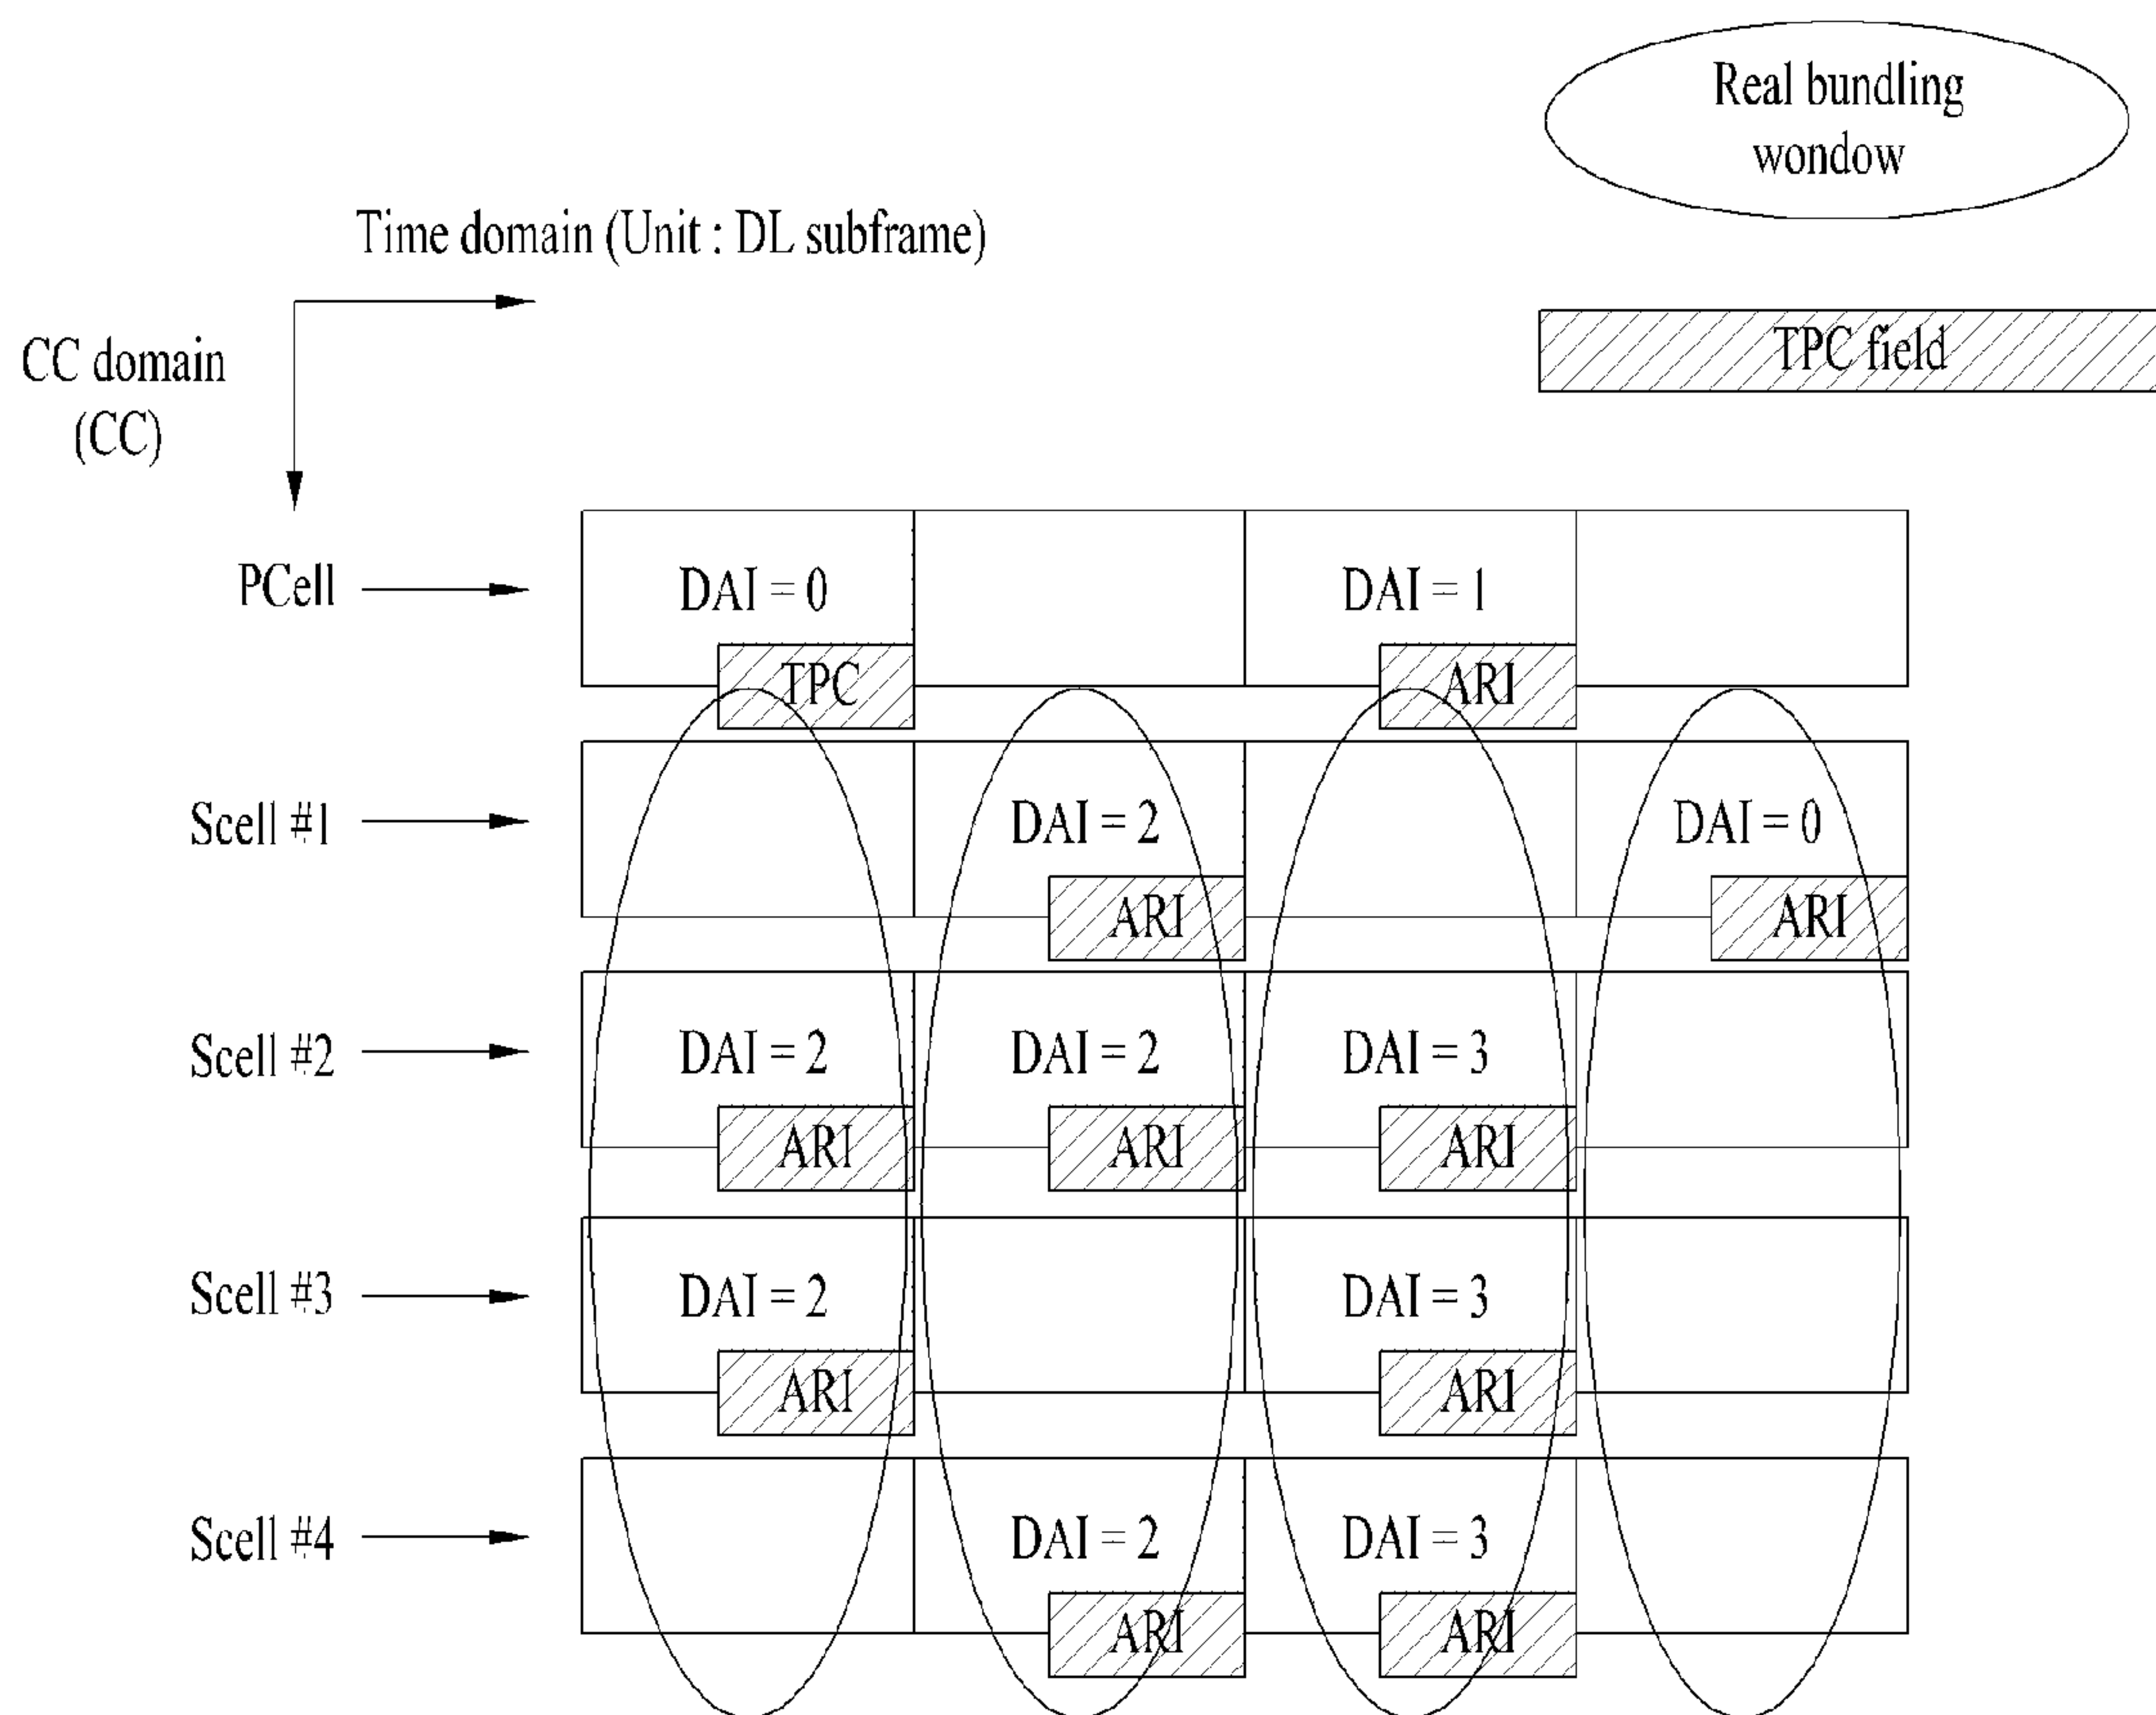 Real bundling
wondow
Time domain (Unit : DL subframe)
TPC field
CC domain
(CC)
PCell
DAI = 0
DAI = 1
TPC
ARI
Scell #1
DAI = 2
DAI = 0
ARI
ARI
Scell #2
DAI = 2
DAI = 2
DAI = 3
ARI
ARI
ARI
Scell #3
DAI = 2
DAI = 3
ARI
ARI
Scell #4
DAI = 2
DAI = 3
ARI
ARI